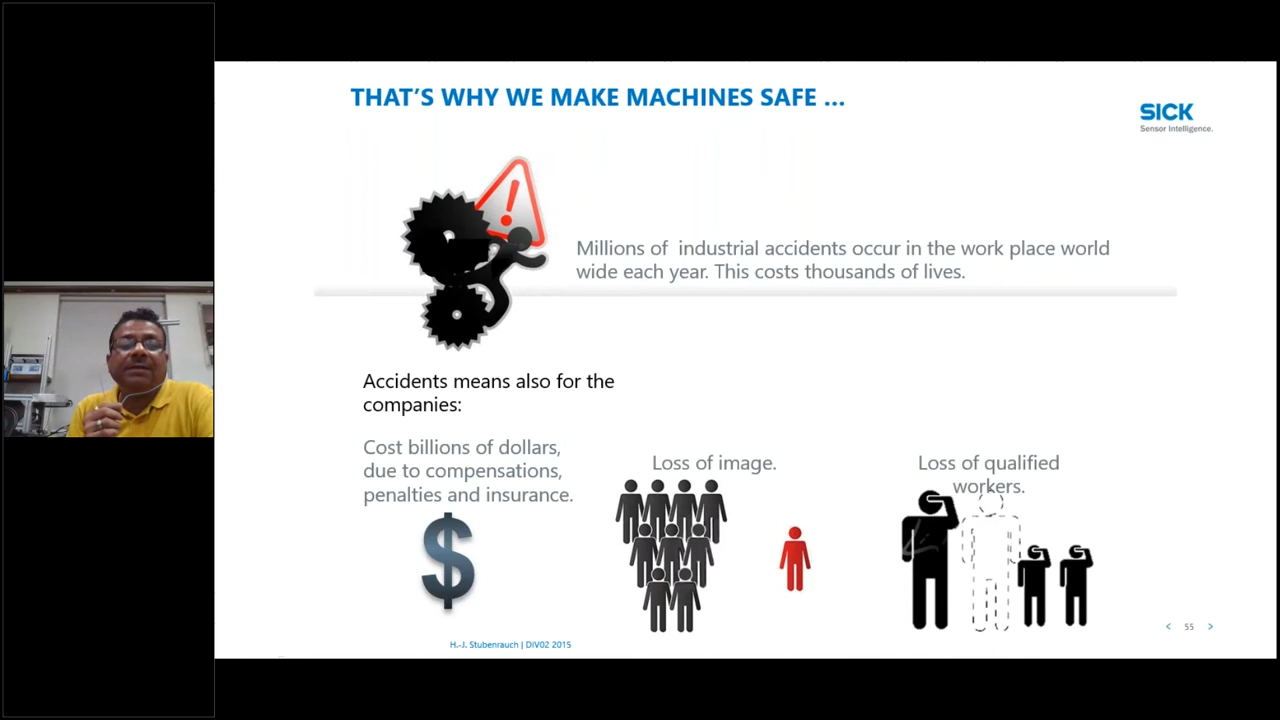 THAT'S WHY WE MAKE MACHINES SAFE ...
SICK
Sensor Intelligence.
Millions of  industrial accidents occur in the work place world
wide each year. This costs thousands of lives.
Accidents means also for the
companies:
Cost billions of dollars,
due to compensations,
penalties and insurance.
Loss of image.
Loss of qualified
workers.
$
H.-J. Stubenrauch | DIV02 2015
< 55 >